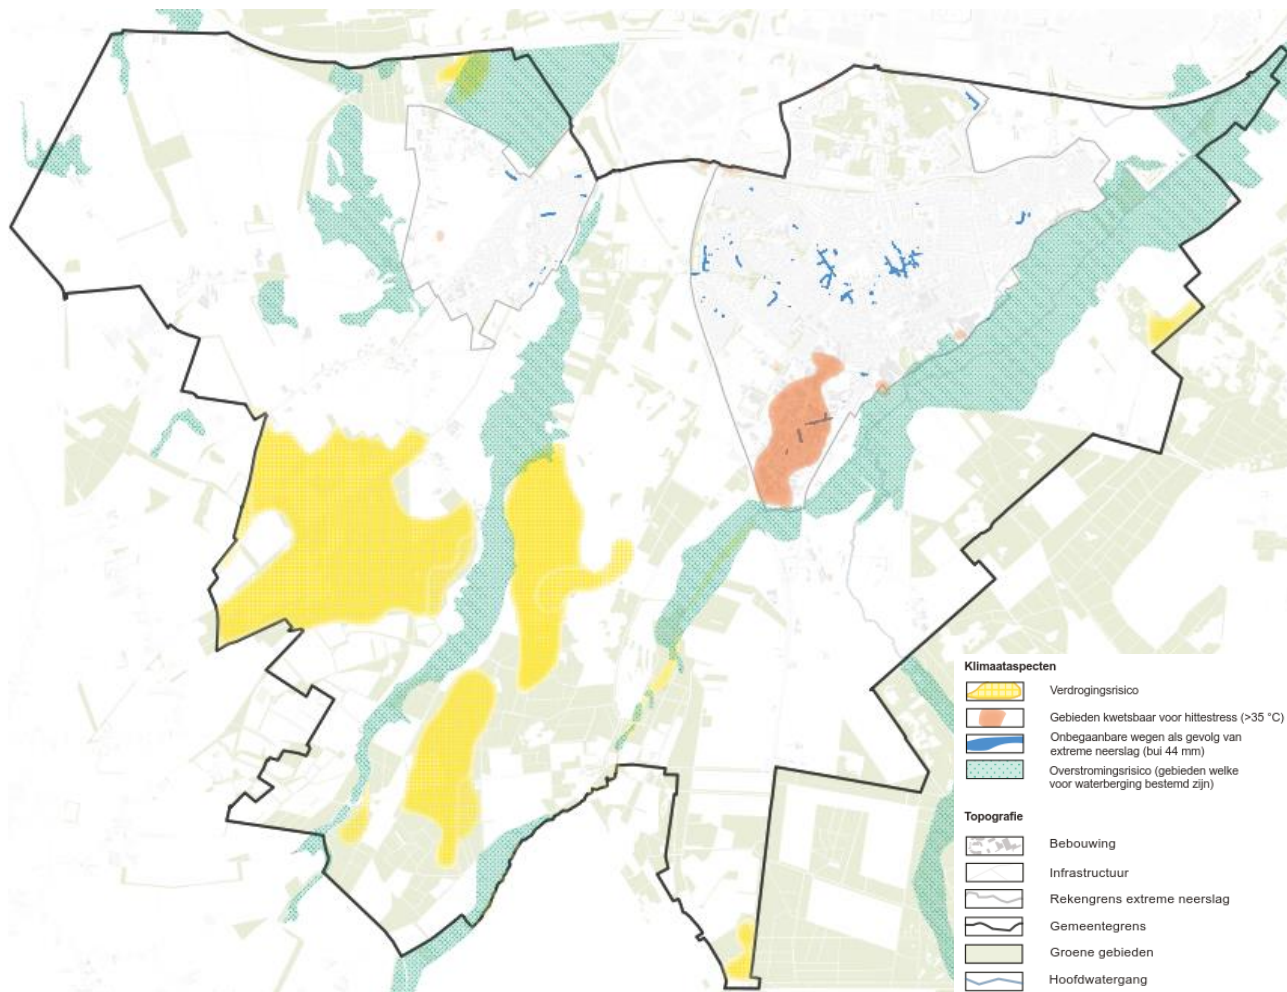 Klimaataspecten
Verdrogingsrisico
Gebieden kwetsbaar voor hittestress (>35 °C)
Onbegaanbare wegen als gevolg van
extreme neerslag (bui 44 mm)
Overstromingsrisico (gebieden welke
voor waterberging bestemd zijn)
Topografie
Bebouwing
Infrastructuur
Rekengrens extreme neerslag
Gemeentegrens
Groene gebieden
Hoofdwatergang